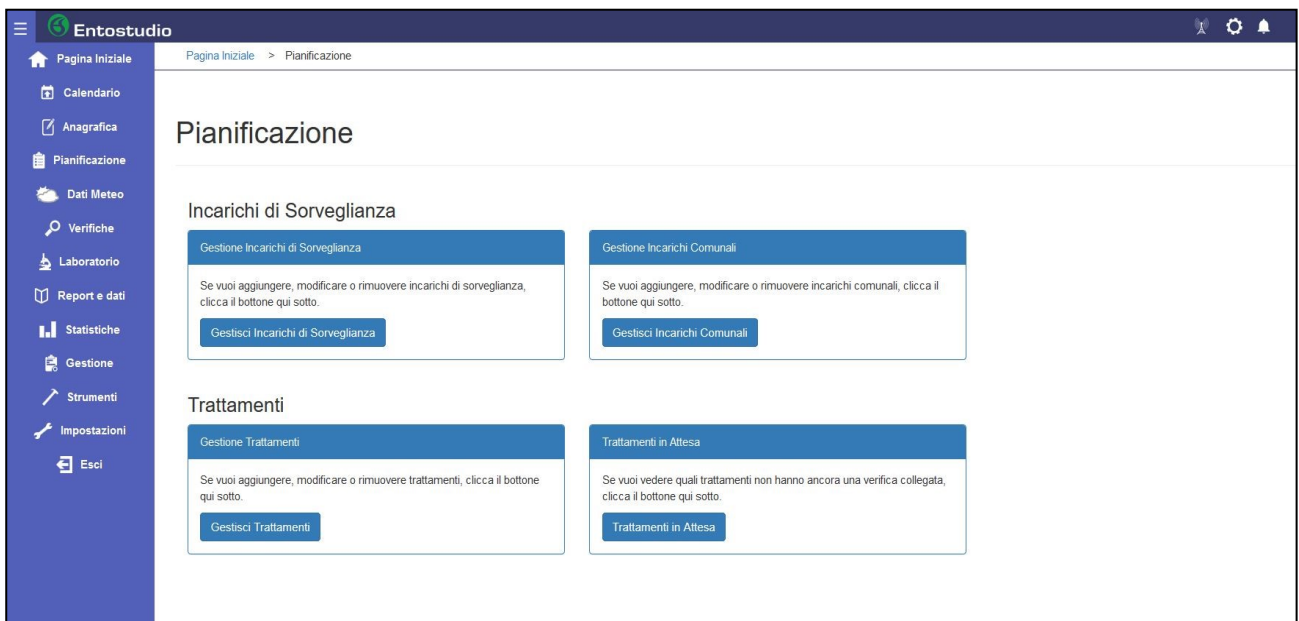 Entostudio
Pagina Iniziale
Calendario
Anagrafica
Pianificazione
Dati Meteo
Verifiche
Laboratorio
Report e dati
Statistiche
Gestione
Strumenti
Impostazioni
Esci
Pagina Iniziale > Pianificazione
Pianificazione
Incarichi di Sorveglianza
Gestione Incarichi di Sorveglianza
Se vuoi aggiungere, modificare o rimuovere incarichi di sorveglianza,
clicca il bottone qui sotto.
Gestisci Incarichi di Sorveglianza
Gestione Incarichi Comunali
Se vuoi aggiungere, modificare o rimuovere incarichi comunali, clicca il
bottone qui sotto.
Gestisci Incarichi Comunali
Trattamenti
Gestione Trattamenti
Se vuoi aggiungere, modificare o rimuovere trattamenti, clicca il bottone
qui sotto.
Gestisci Trattamenti
Trattamenti in Attesa
Se vuoi vedere quali trattamenti non hanno ancora una verifica collegata,
clicca il bottone qui sotto.
Trattamenti in Attesa